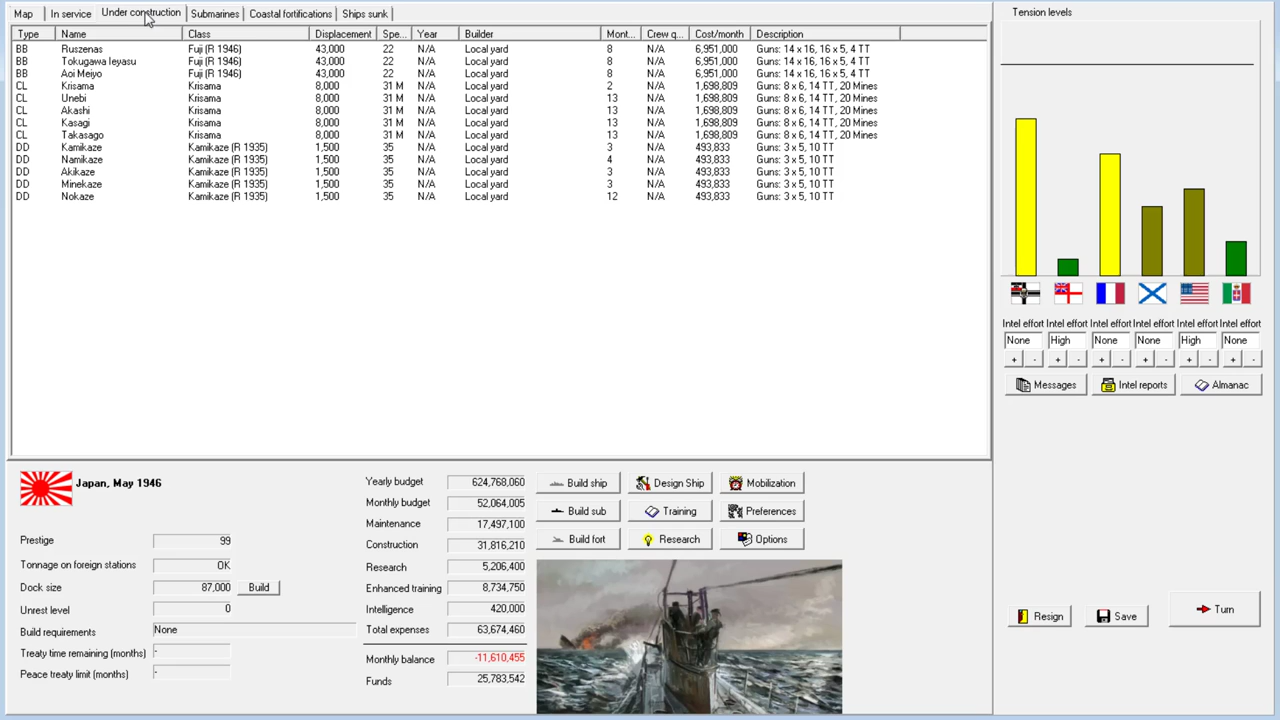 Map In service Under construction Submarines Coastal fortifications Ships sunk
Type Name Class Displacement Spe... Year Builder Mont... Crew q... Cost/month Description
BB Ruszenas Fuji (R 1946) 43,000 22 N/A Local yard 8 N/A 6,951,000 Guns: 14 x 16, 16 x 5, 4 TT
BB Tokugawa Ieyasu Fuji (R 1946) 43,000 22 N/A Local yard 8 N/A 6,951,000 Guns: 14 x 16, 16 x 5, 4 TT
BB Aoi Meiyo Fuji (R 1946) 43,000 22 N/A Local yard 8 N/A 6,951,000 Guns: 14 x 16, 16 x 5, 4 TT
CL Krisama Krisama 8,000 31 M N/A Local yard 2 N/A 1,698,809 Guns: 8 x 6, 14 TT, 20 Mines
CL Unebi Krisama 8,000 31 M N/A Local yard 13 N/A 1,698,809 Guns: 8 x 6, 14 TT, 20 Mines
CL Akashi Krisama 8,000 31 M N/A Local yard 13 N/A 1,698,809 Guns: 8 x 6, 14 TT, 20 Mines
CL Kasagi Krisama 8,000 31 M N/A Local yard 13 N/A 1,698,809 Guns: 8 x 6, 14 TT, 20 Mines
CL Takasago Krisama 8,000 31 M N/A Local yard 13 N/A 1,698,809 Guns: 8 x 6, 14 TT, 20 Mines
DD Kamikaze Kamikaze (R 1935) 1,500 35 N/A Local yard 3 N/A 493,833 Guns: 3 x 5, 10 TT
DD Namikaze Kamikaze (R 1935) 1,500 35 N/A Local yard 4 N/A 493,833 Guns: 3 x 5, 10 TT
DD Akikaze Kamikaze (R 1935) 1,500 35 N/A Local yard 3 N/A 493,833 Guns: 3 x 5, 10 TT
DD Minekaze Kamikaze (R 1935) 1,500 35 N/A Local yard 3 N/A 493,833 Guns: 3 x 5, 10 TT
DD Nokaze Kamikaze (R 1935) 1,500 35 N/A Local yard 12 N/A 493,833 Guns: 3 x 5, 10 TT
Tension levels
Intel effort Intel effort Intel effort Intel effort Intel effort Intel effort
None High None None High None
+ - + - + - + - + - + -
Messages Intel reports Almanac
Japan, May 1946
Prestige 99
Tonnage on foreign stations OK
Dock size 87,000 Build
Unrest level 0
Build requirements None
Treaty time remaining (months) -
Peace treaty limit (months) -
Yearly budget 624,768,060
Monthly budget 52,064,005
Maintenance 17,497,100
Construction 31,816,210
Research 5,206,400
Enhanced training 8,734,750
Intelligence 420,000
Total expenses 63,674,460
Monthly balance -11,610,455
Funds 25,783,542
Build ship Design Ship Mobilization
Build sub Training Preferences
Build fort Research Options
Resign Save Turn